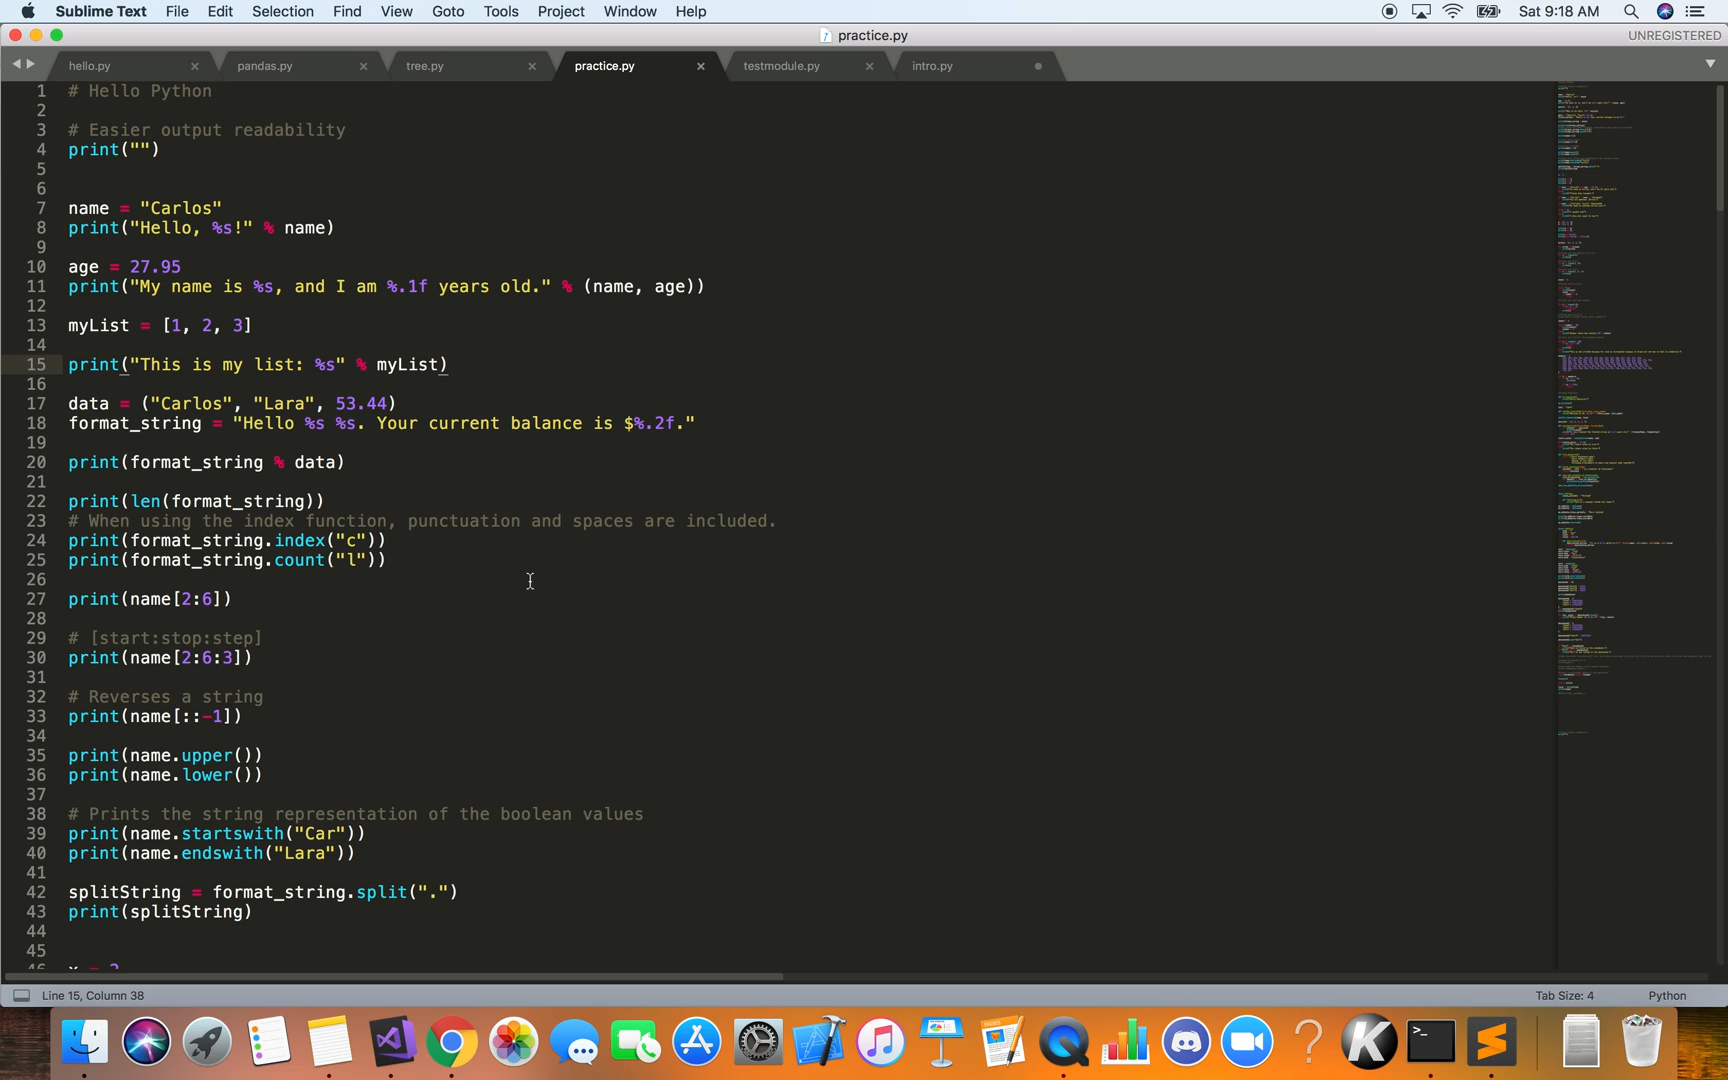 Sublime Text File Edit Selection Find View Goto Tools Project Window Help Sat 9:18 AM
practice.py UNREGISTERED
hello.py pandas.py tree.py practice.py testmodule.py intro.py
1 # Hello Python
2
3 # Easier output readability
4 print("")
5
6
7 name = "Carlos"
8 print("Hello, %s!" % name)
9
10 age = 27.95
11 print("My name is %s, and I am %.1f years old." % (name, age))
12
13 myList = [1, 2, 3]
14
15 print("This is my list: %s" % myList)
16
17 data = ("Carlos", "Lara", 53.44)
18 format_string = "Hello %s %s. Your current balance is $%.2f."
19
20 print(format_string % data)
21
22 print(len(format_string))
23 # When using the index function, punctuation and spaces are included.
24 print(format_string.index("c"))
25 print(format_string.count("l"))
26
27 print(name[2:6])
28
29 # [start:stop:step]
30 print(name[2:6:3])
31
32 # Reverses a string
33 print(name[::-1])
34
35 print(name.upper())
36 print(name.lower())
37
38 # Prints the string representation of the boolean values
39 print(name.startswith("Car"))
40 print(name.endswith("Lara"))
41
42 splitString = format_string.split(".")
43 print(splitString)
44
45
46 x = 2
Line 15, Column 38 Tab Size: 4 Python